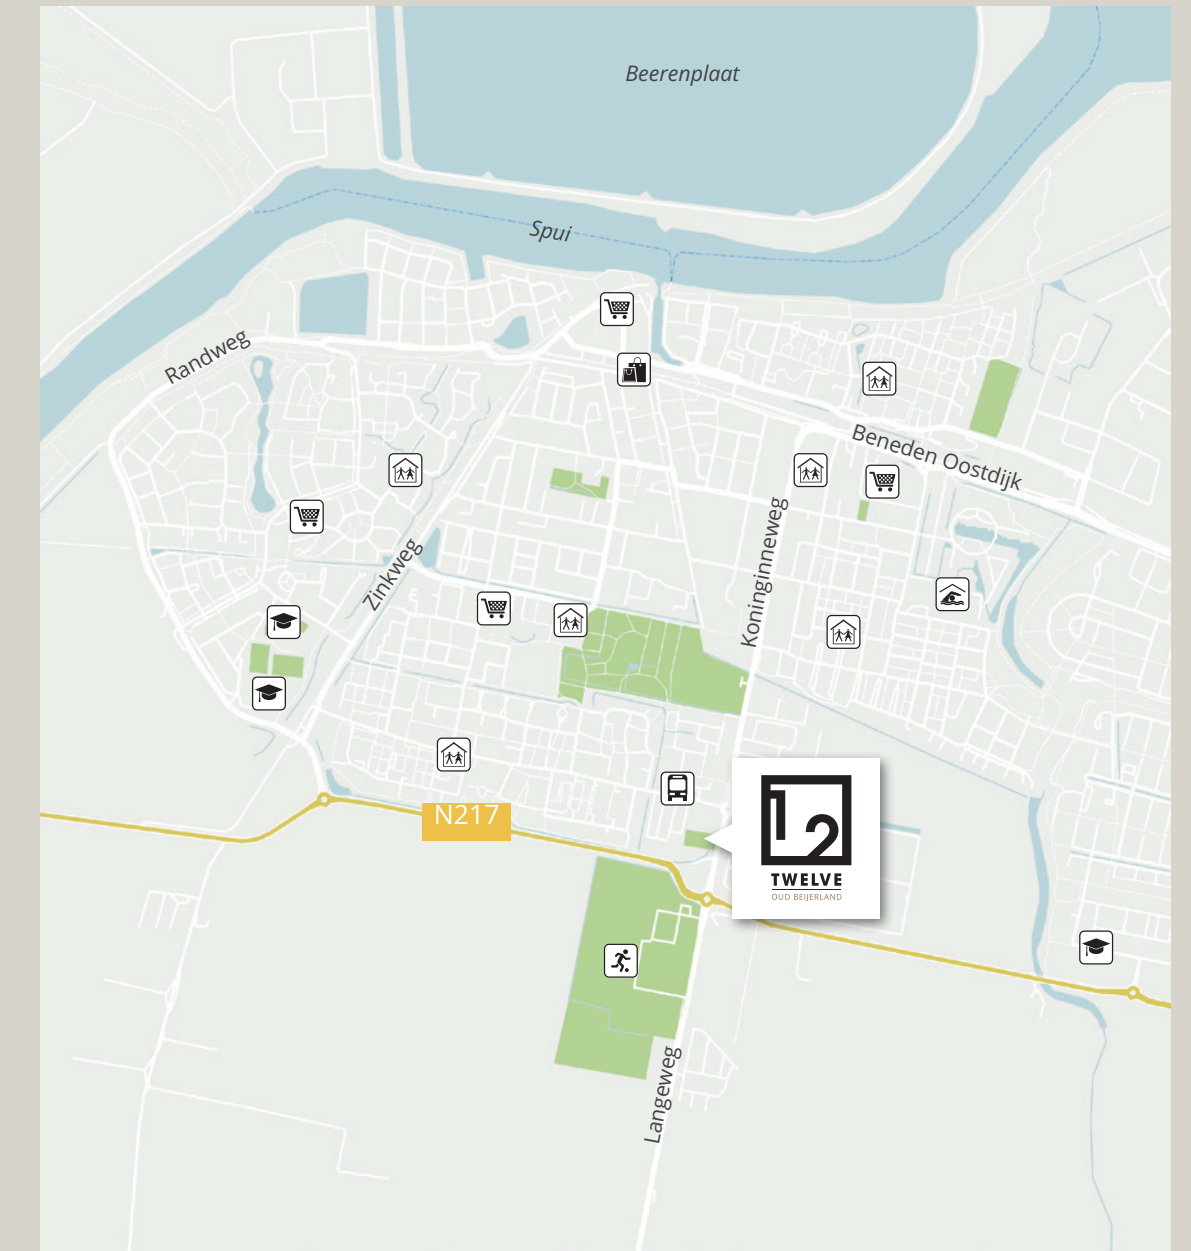 Beerenplaat
Spui
Randweg
Beneden Oostdijk
Koninginneweg
Zinkweg
N217
12
TWELVE
OUD BEIJERLAND
Langeweg